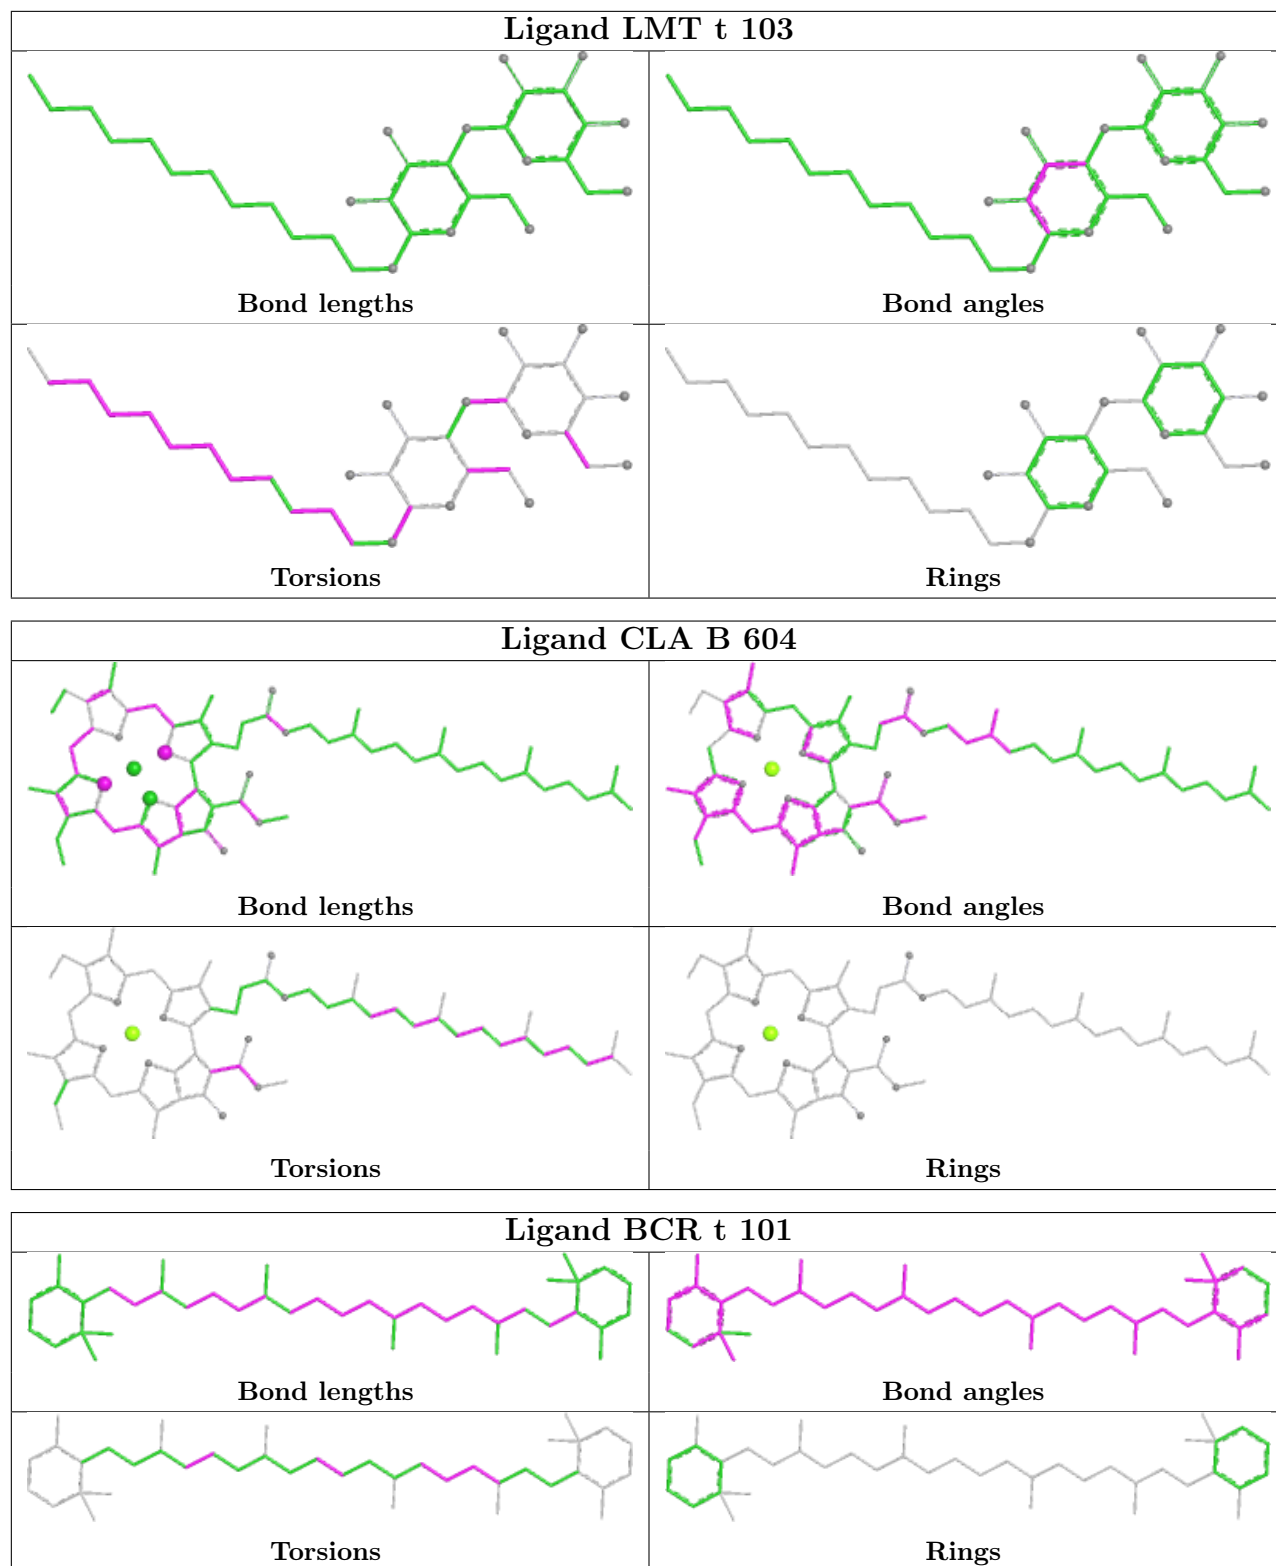 Ligand LMT t 103
Bond lengths
Bond angles
Torsions
Rings
Ligand CLA B 604
Bond lengths
Bond angles
Torsions
Rings
Ligand BCR t 101
Bond lengths
Bond angles
Torsions
Rings